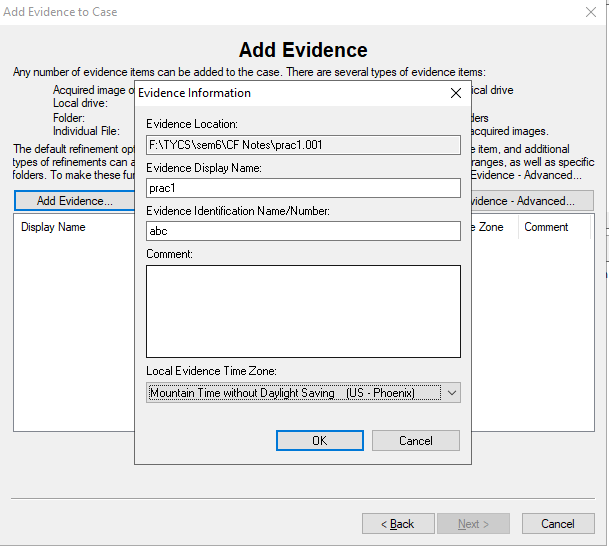 Add Evidence to Case
Add Evidence
Any number of evidence items can be added to the case. There are several types of evidence items:
Acquired image o
ical drive
Local drive:
Folder:
ders
Individual File:
acquired images.
The default refinement opt
e item, and additional
types of refinements can a
ranges, as well as specific
folders. To make these fur
Evidence - Advanced...
Add Evidence...
vidence - Advanced...
Display Name
e Zone
Comment
Evidence Information
Evidence Location:
F:\TYCS\sem6\CF Notes\prac1.001
Evidence Display Name:
prac1
Evidence Identification Name/Number:
abc
Comment:
Local Evidence Time Zone:
Mountain Time without Daylight Saving (US - Phoenix)
OK
Cancel
< Back
Next >
Cancel